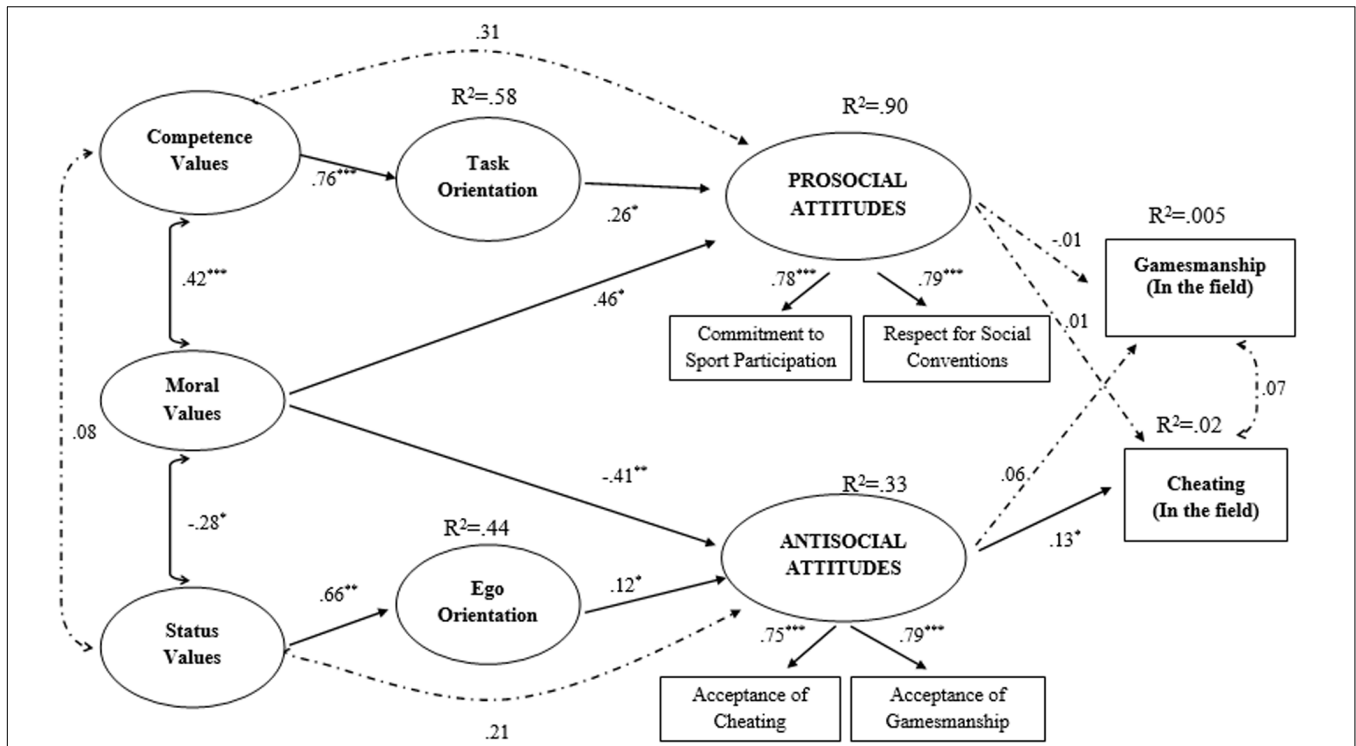 .31
R²=.58
R²=.90
Competence
Values
.76***
Task
Orientation
.26*
PROSOCIAL
ATTITUDES
R²=.005
-.01
Gamesmanship
(In the field)
.42***
.46*
.78***
.79***
.01
Commitment to
Sport Participation
Respect for Social
Conventions
Moral
Values
.08
.07
R²=.02
-.41**
.06
Cheating
(In the field)
-.28*
R²=.44
R²=.33
.13*
ANTISOCIAL
ATTITUDES
.66**
Ego
Orientation
.12*
Status
Values
.75***
.79***
.21
Acceptance of
Cheating
Acceptance of
Gamesmanship